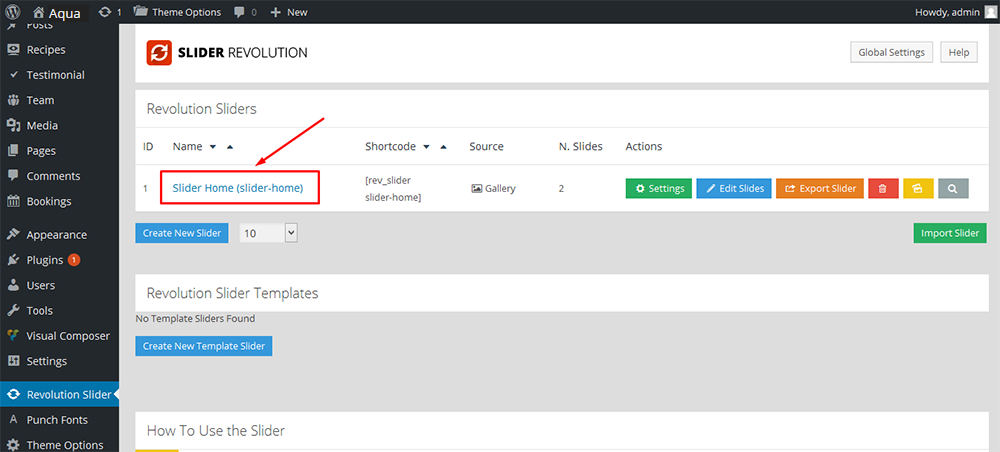 Aqua 1 Theme Options 0 New Howdy, admin
Posts
Recipes
Testimonial
Team
Media
Pages
Comments
Bookings
Appearance
Plugins 1
Users
Tools
Visual Composer
Settings
Revolution Slider
Punch Fonts
Theme Options
SLIDER REVOLUTION
Global Settings Help
Revolution Sliders
ID Name Shortcode Source N. Slides Actions
1 Slider Home (slider-home) [rev_slider Gallery 2 Settings Edit Slides Export Slider
slider-home]
Create New Slider 10 Import Slider
Revolution Slider Templates
No Template Sliders Found
Create New Template Slider
How To Use the Slider